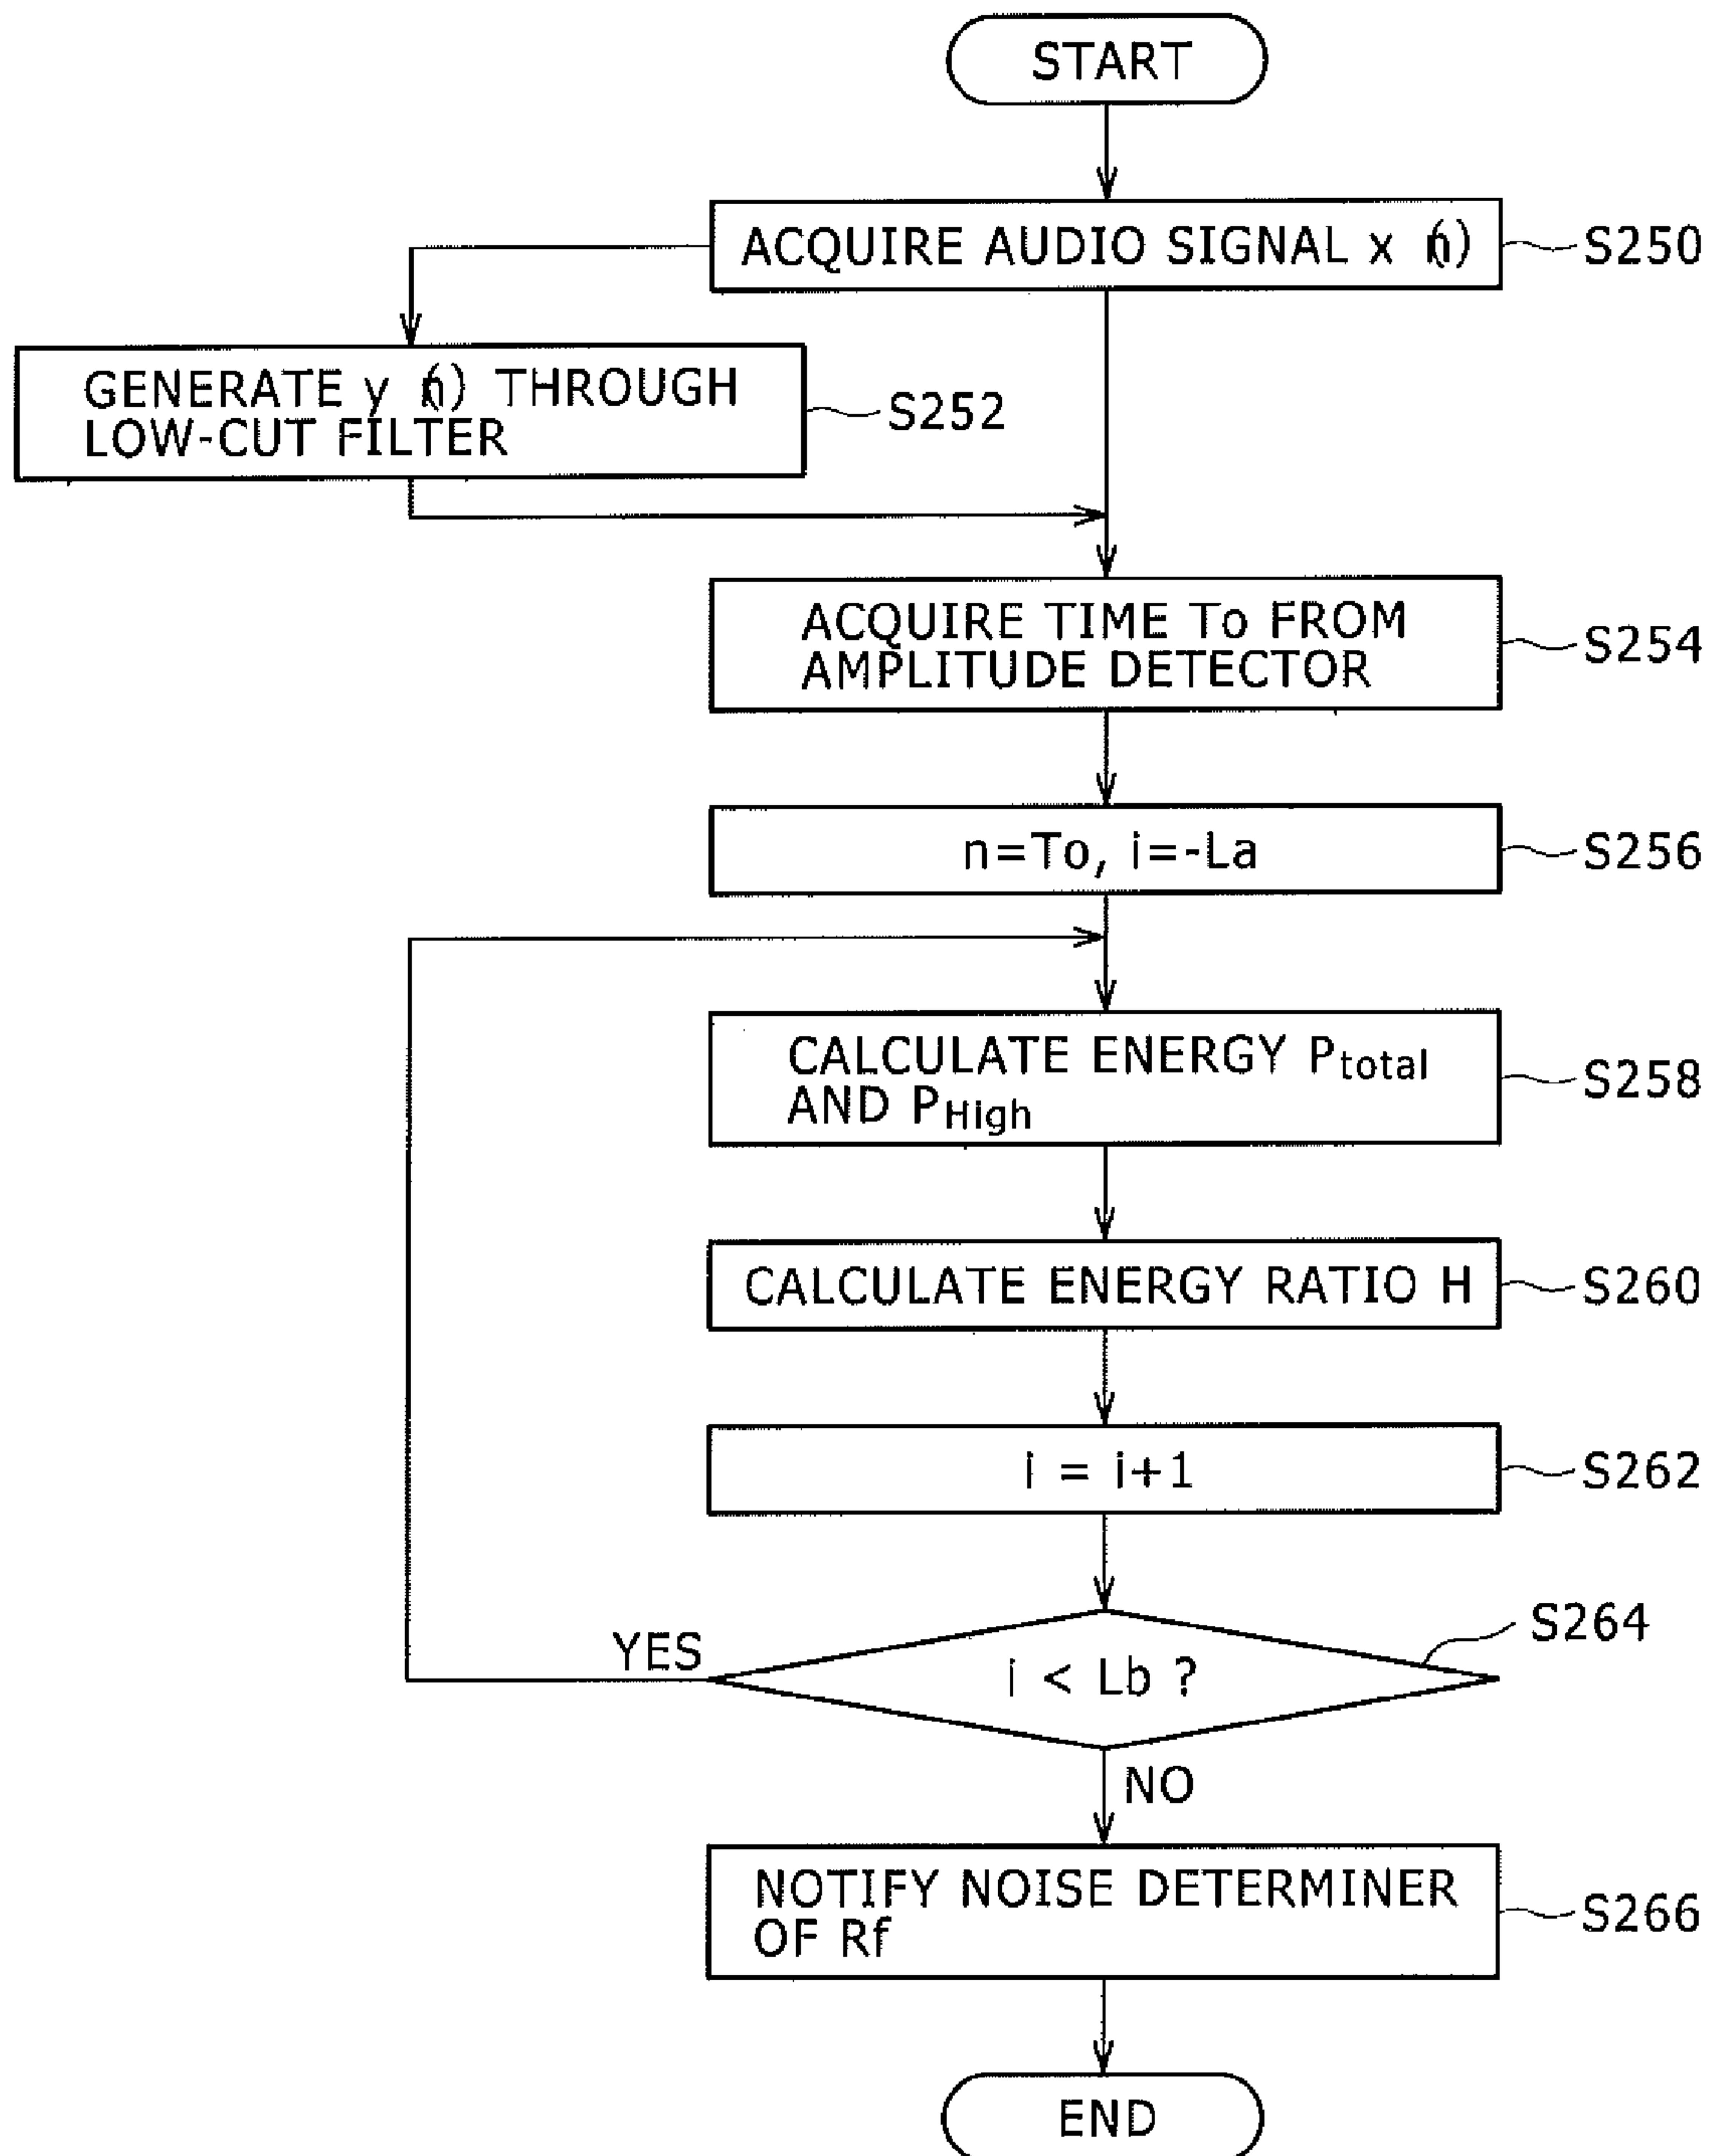 START
ACQUIRE AUDIO SIGNAL x (n)
S250
GENERATE y (n) THROUGH
LOW-CUT FILTER
S252
ACQUIRE TIME To FROM
AMPLITUDE DETECTOR
S254
n=To, i=-La
S256
CALCULATE ENERGY Ptotal
AND PHigh
S258
CALCULATE ENERGY RATIO H
S260
i = i+1
S262
S264
YES
i < Lb ?
NO
NOTIFY NOISE DETERMINER
OF Rf
S266
END